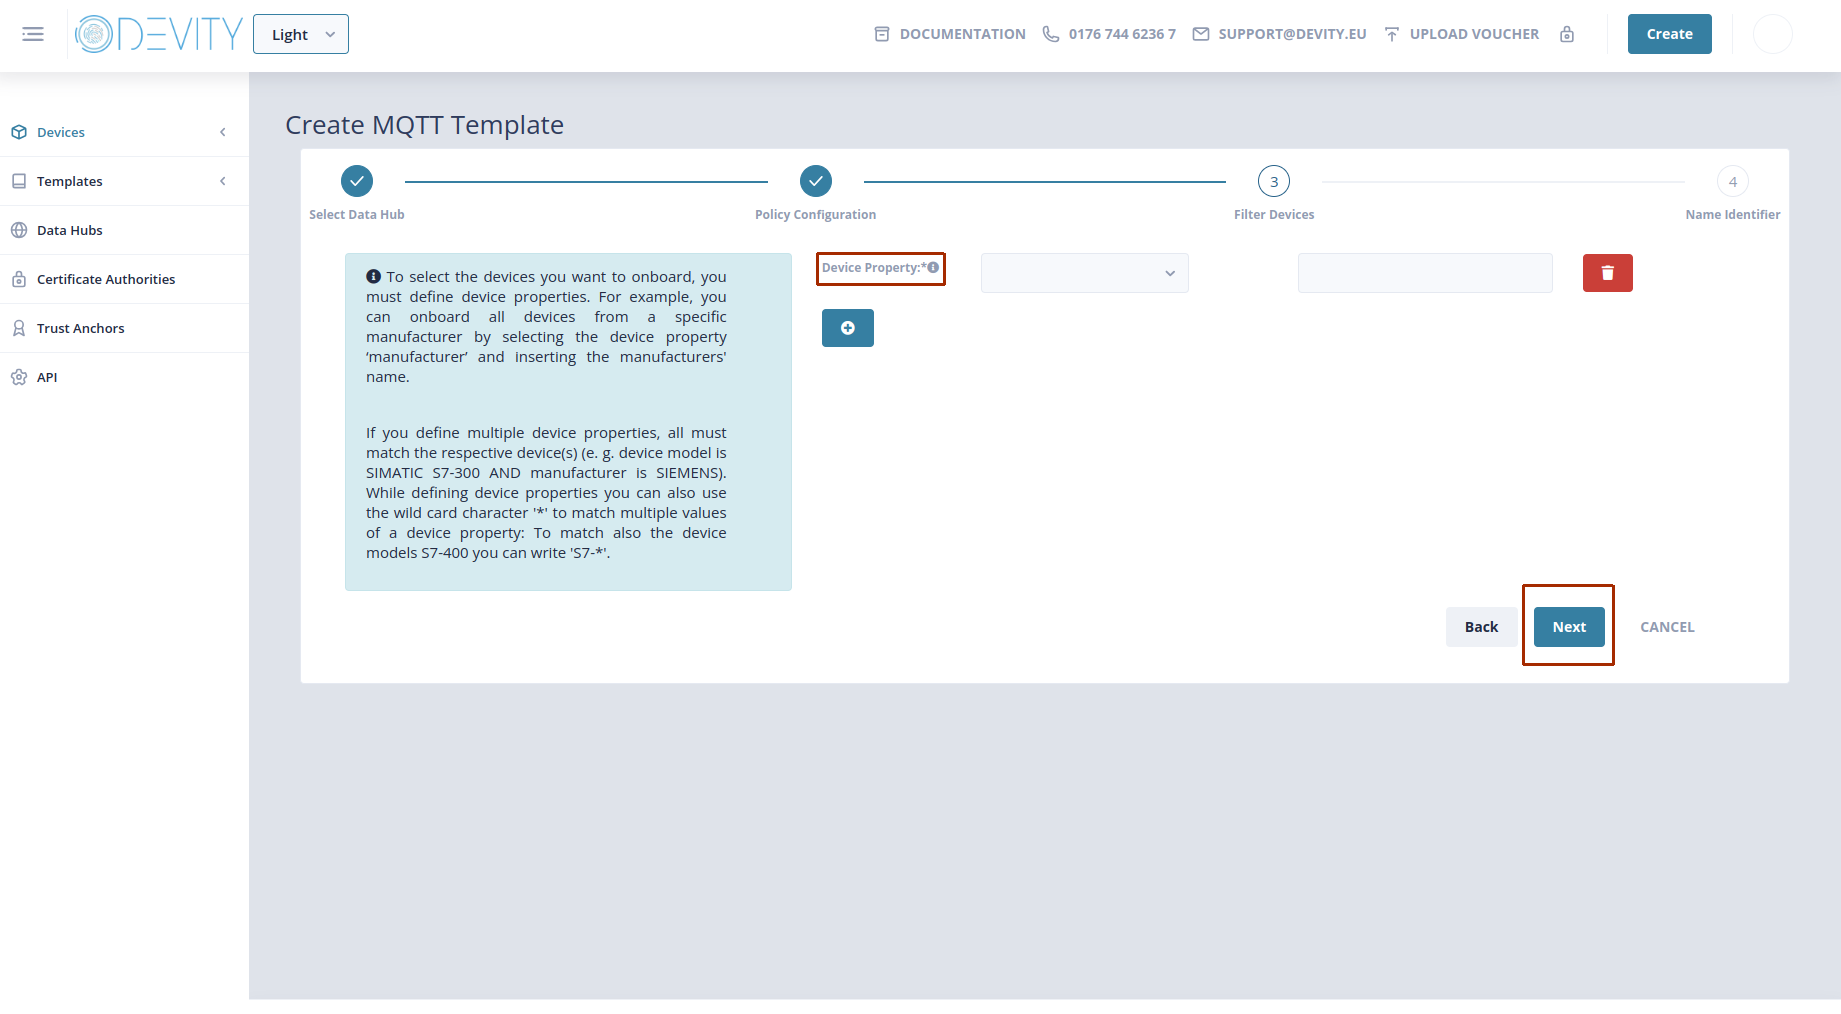 DEVITY
Light
DOCUMENTATION
0176 744 6236 7
SUPPORT@DEVITY.EU
UPLOAD VOUCHER
Create
Devices
Templates
Data Hubs
Certificate Authorities
Trust Anchors
API
Create MQTT Template
3
4
Select Data Hub
Policy Configuration
Filter Devices
Name Identifier
To select the devices you want to onboard, you
must define device properties. For example, you
can onboard all devices from a specific
manufacturer by selecting the device property
‘manufacturer’ and inserting the manufacturers'
name.
If you define multiple device properties, all must
match the respective device(s) (e. g. device model is
SIMATIC S7-300 AND manufacturer is SIEMENS).
While defining device properties you can also use
the wild card character '*' to match multiple values
of a device property: To match also the device
models S7-400 you can write 'S7-*'.
Device Property:*
Back
Next
CANCEL